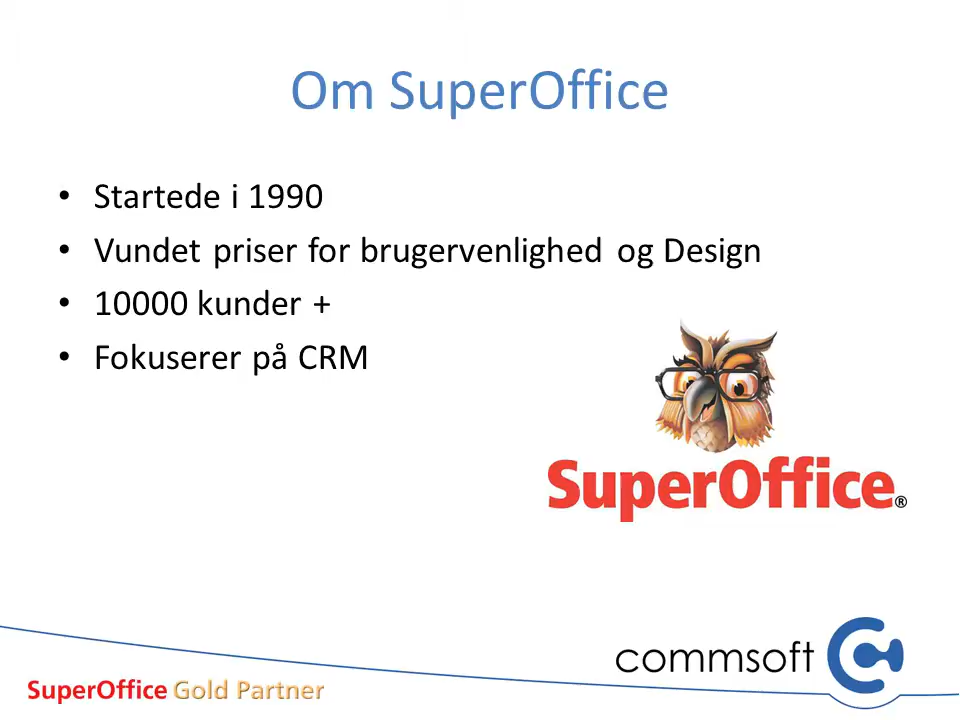 Om SuperOffice
• Startede i 1990
• Vundet priser for brugervenlighed og Design
• 10000 kunder +
• Fokuserer på CRM
SuperOffice®
commsoft
SuperOffice Gold Partner